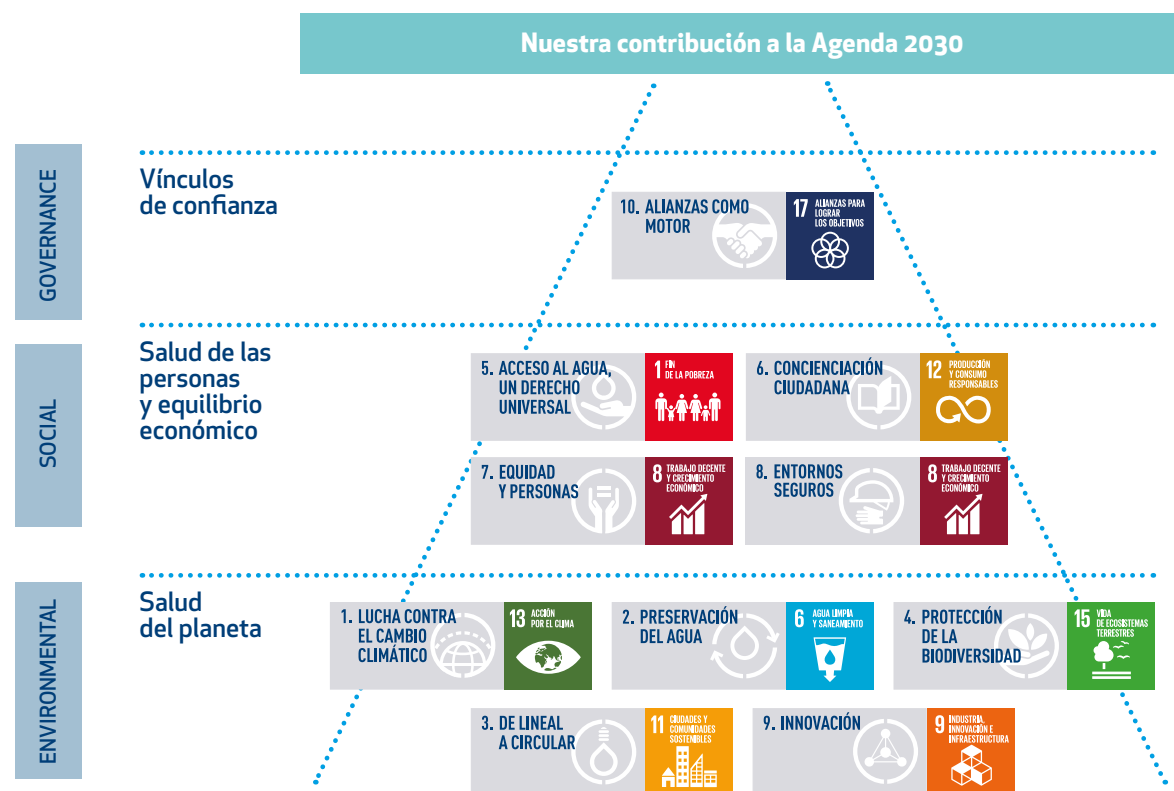 Nuestra contribución a la Agenda 2030
GOVERNANCE
Vínculos
de confianza
10. ALIANZAS COMO
MOTOR
17 ALIANZAS PARA
LOGRAR
LOS OBJETIVOS
SOCIAL
Salud de las
personas
y equilibrio
económico
5. ACCESO AL AGUA,
UN DERECHO
UNIVERSAL
1 FIN
DE LA POBREZA
6. CONCIENCIACIÓN
CIUDADANA
12 PRODUCCIÓN
Y CONSUMO
RESPONSABLES
7. EQUIDAD
Y PERSONAS
8 TRABAJO DECENTE
Y CRECIMIENTO
ECONÓMICO
8. ENTORNOS
SEGUROS
8 TRABAJO DECENTE
Y CRECIMIENTO
ECONÓMICO
ENVIRONMENTAL
Salud
del planeta
1. LUCHA CONTRA
EL CAMBIO
CLIMÁTICO
13 ACCIÓN
POR EL CLIMA
2. PRESERVACIÓN
DEL AGUA
6 AGUA LIMPIA
Y SANEAMIENTO
4. PROTECCIÓN
DE LA
BIODIVERSIDAD
15 VIDA
DE ECOSISTEMAS
TERRESTRES
3. DE LINEAL
A CIRCULAR
11 CIUDADES Y
COMUNIDADES
SOSTENIBLES
9. INNOVACIÓN
9 INDUSTRIA,
INNOVACIÓN E
INFRAESTRUCTURA